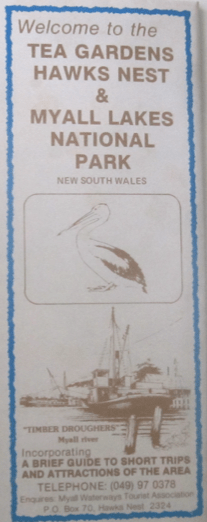 Welcome to the
TEA GARDENS
HAWKS NEST
&
MYALL LAKES
NATIONAL
PARK
NEW SOUTH WALES
"TIMBER DROUGHERS"
Myall river
Incorporating
A BRIEF GUIDE TO SHORT TRIPS
AND ATTRACTIONS OF THE AREA
TELEPHONE: (049) 97 0378
Enquiries: Myall Waterways Tourist Association
P.O. Box 70, Hawks Nest 2324